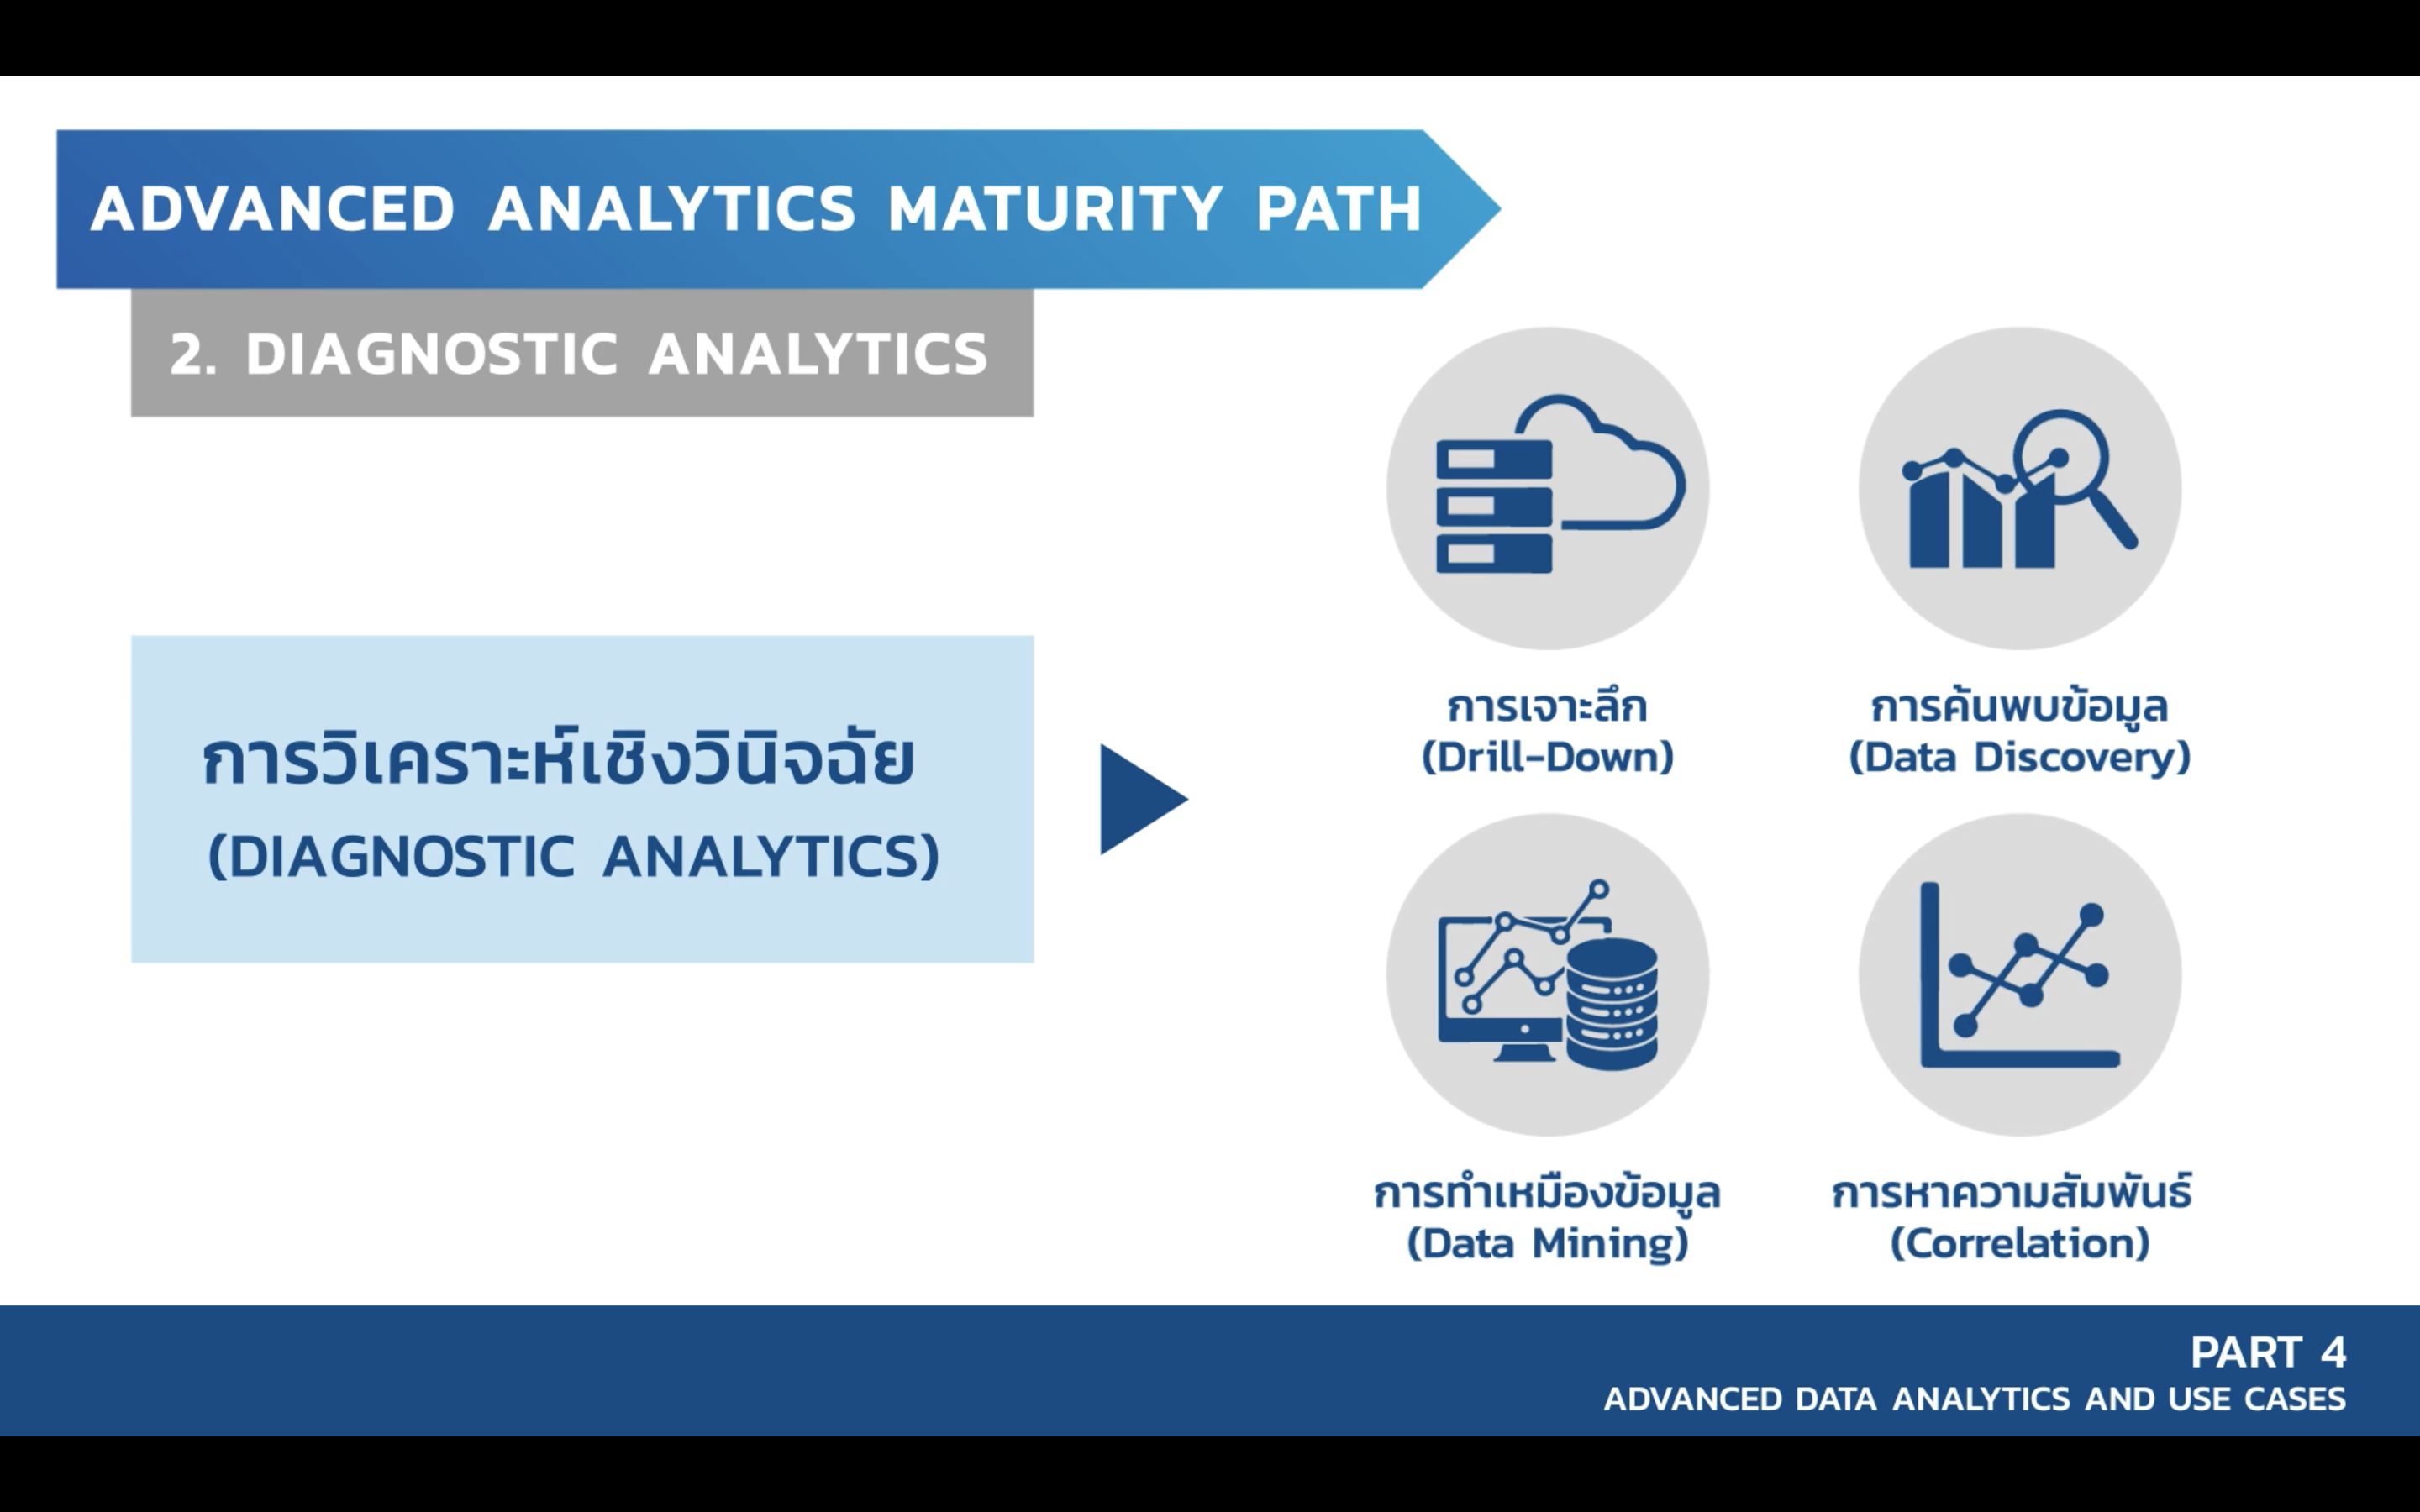 ADVANCED ANALYTICS MATURITY PATH
2. DIAGNOSTIC ANALYTICS
การวิเคราะห์เชิงวินิจฉัย
(DIAGNOSTIC ANALYTICS)
การเจาะลึก
(Drill-Down)
การค้นพบข้อมูล
(Data Discovery)
การทำเหมืองข้อมูล
(Data Mining)
การหาความสัมพันธ์
(Correlation)
PART 4
ADVANCED DATA ANALYTICS AND USE CASES